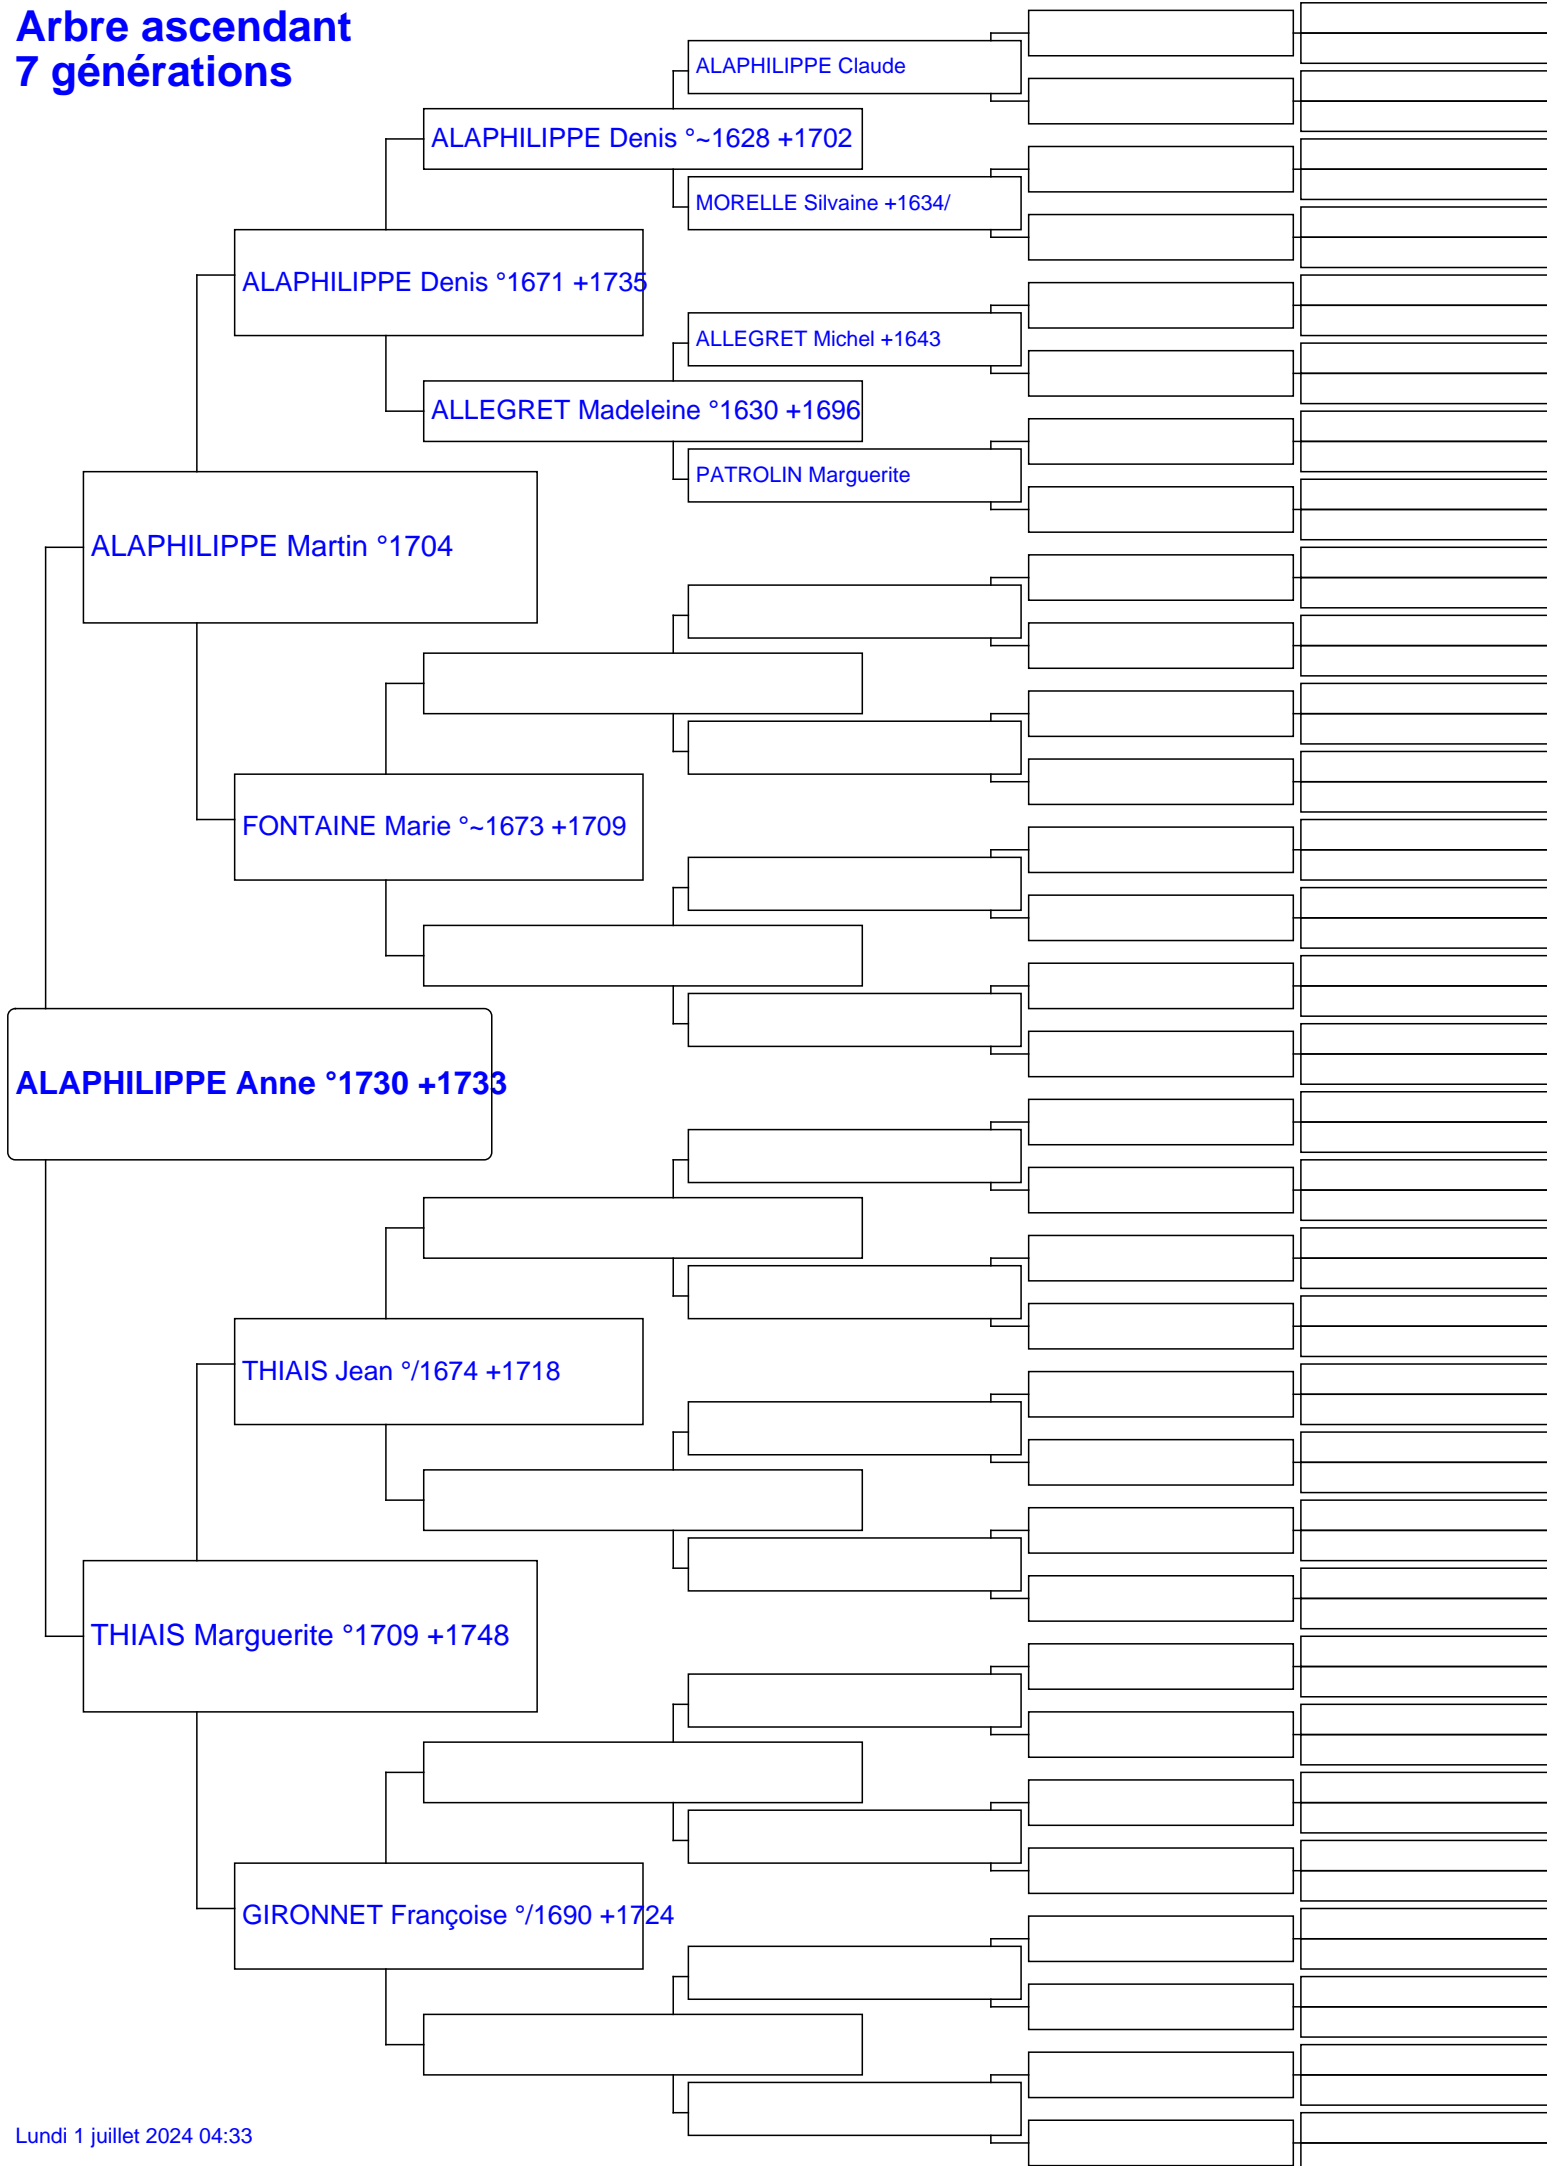 Arbre ascendant
7 générations
ALAPHILIPPE Claude
ALAPHILIPPE Denis °~1628 +1702
MORELLE Silvaine +1634/
ALAPHILIPPE Denis °1671 +1735
ALLEGRET Michel +1643
ALLEGRET Madeleine °1630 +1696
PATROLIN Marguerite
ALAPHILIPPE Martin °1704
FONTAINE Marie °~1673 +1709
ALAPHILIPPE Anne °1730 +1733
THIAIS Jean °/1674 +1718
THIAIS Marguerite °1709 +1748
GIRONNET Françoise °/1690 +1724
Lundi 1 juillet 2024 04:33